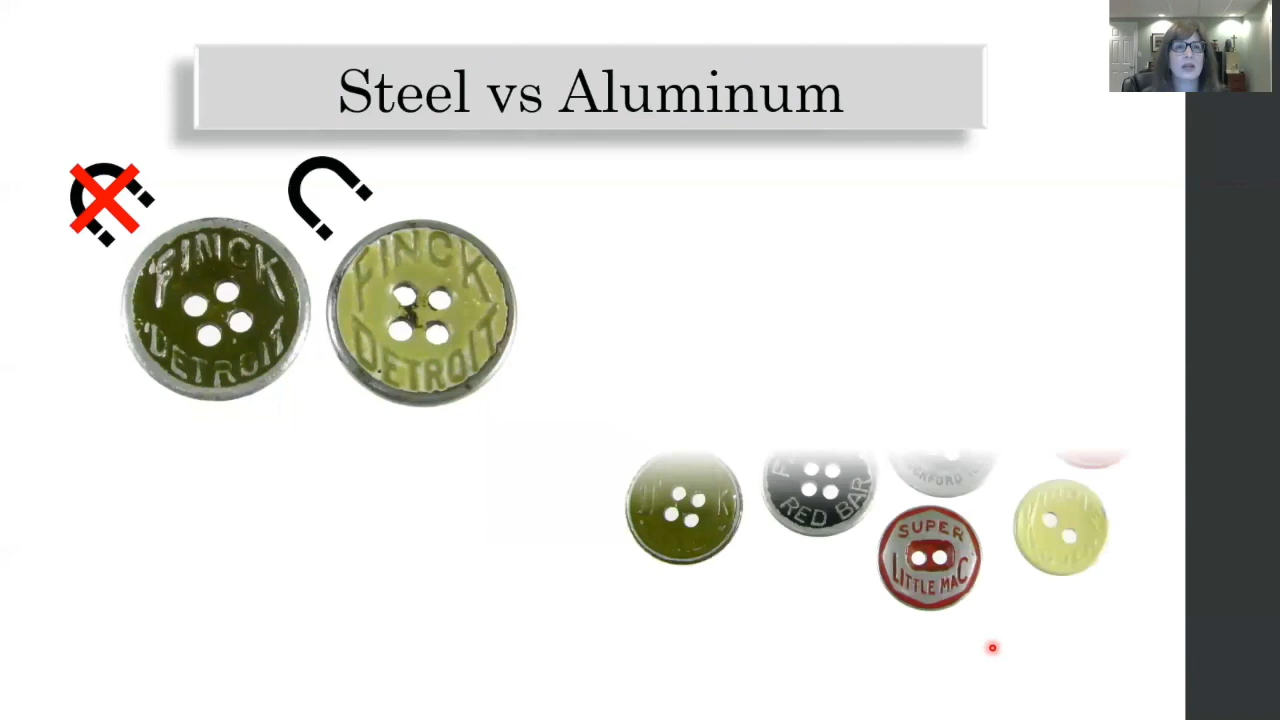 Steel vs Aluminum
FINCK
DETROIT
FINCK
DETROIT
RED BAR
SUPER
LITTLE MAC